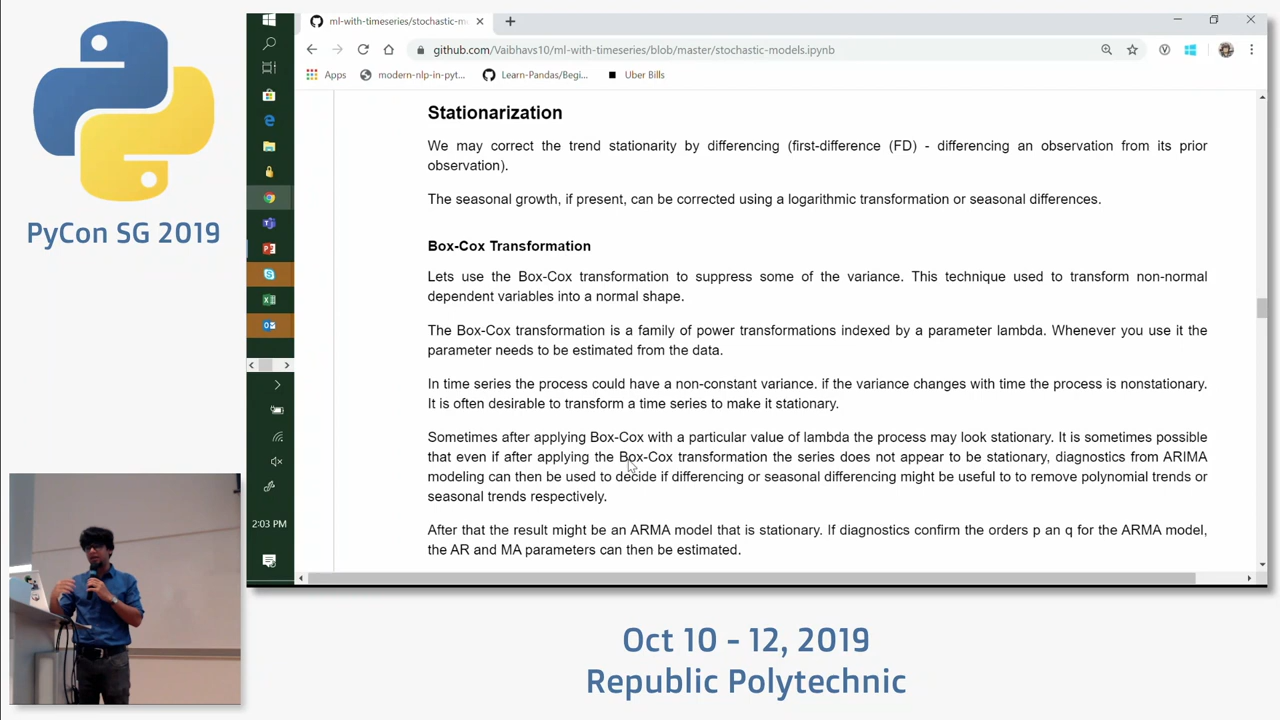 PyCon SG 2019
ml-with-timeseries/stochastic-m
github.com/Vaibhavs10/ml-with-timeseries/blob/master/stochastic-models.ipynb
Apps
modern-nlp-in-pyt...
Learn-Pandas/Begi...
Uber Bills
Stationarization
We may correct the trend stationarity by differencing (first-difference (FD) - differencing an observation from its prior
observation).
The seasonal growth, if present, can be corrected using a logarithmic transformation or seasonal differences.
Box-Cox Transformation
Lets use the Box-Cox transformation to suppress some of the variance. This technique used to transform non-normal
dependent variables into a normal shape.
The Box-Cox transformation is a family of power transformations indexed by a parameter lambda. Whenever you use it the
parameter needs to be estimated from the data.
In time series the process could have a non-constant variance. if the variance changes with time the process is nonstationary.
It is often desirable to transform a time series to make it stationary.
Sometimes after applying Box-Cox with a particular value of lambda the process may look stationary. It is sometimes possible
that even if after applying the Box-Cox transformation the series does not appear to be stationary, diagnostics from ARIMA
modeling can then be used to decide if differencing or seasonal differencing might be useful to to remove polynomial trends or
seasonal trends respectively.
After that the result might be an ARMA model that is stationary. If diagnostics confirm the orders p an q for the ARMA model,
the AR and MA parameters can then be estimated.
2:03 PM
Oct 10 - 12, 2019
Republic Polytechnic